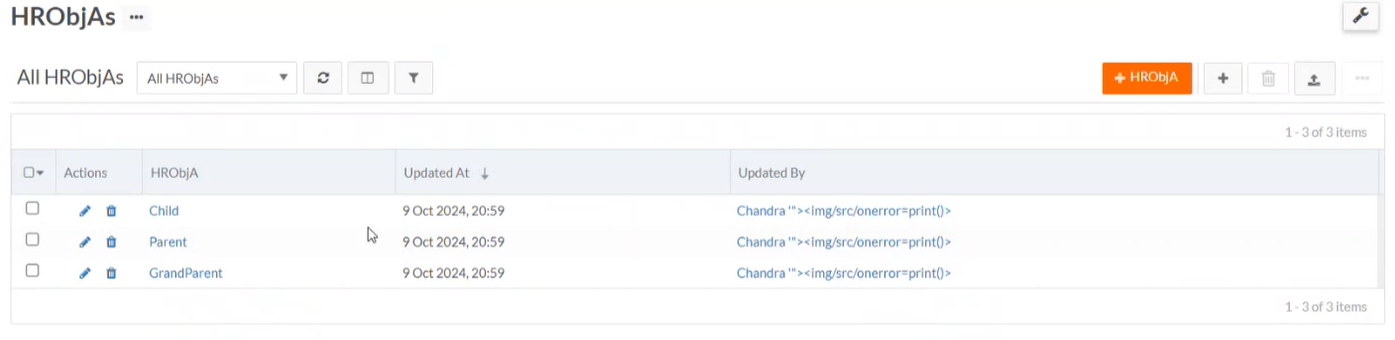 HRObjAs ...
All HRObjAs All HRObjAs + HRObjA
1 - 3 of 3 items
Actions HRObjA Updated At ↓ Updated By
Child 9 Oct 2024, 20:59 Chandra '"><img/src/onerror=print()>
Parent 9 Oct 2024, 20:59 Chandra '"><img/src/onerror=print()>
GrandParent 9 Oct 2024, 20:59 Chandra '"><img/src/onerror=print()>
1 - 3 of 3 items